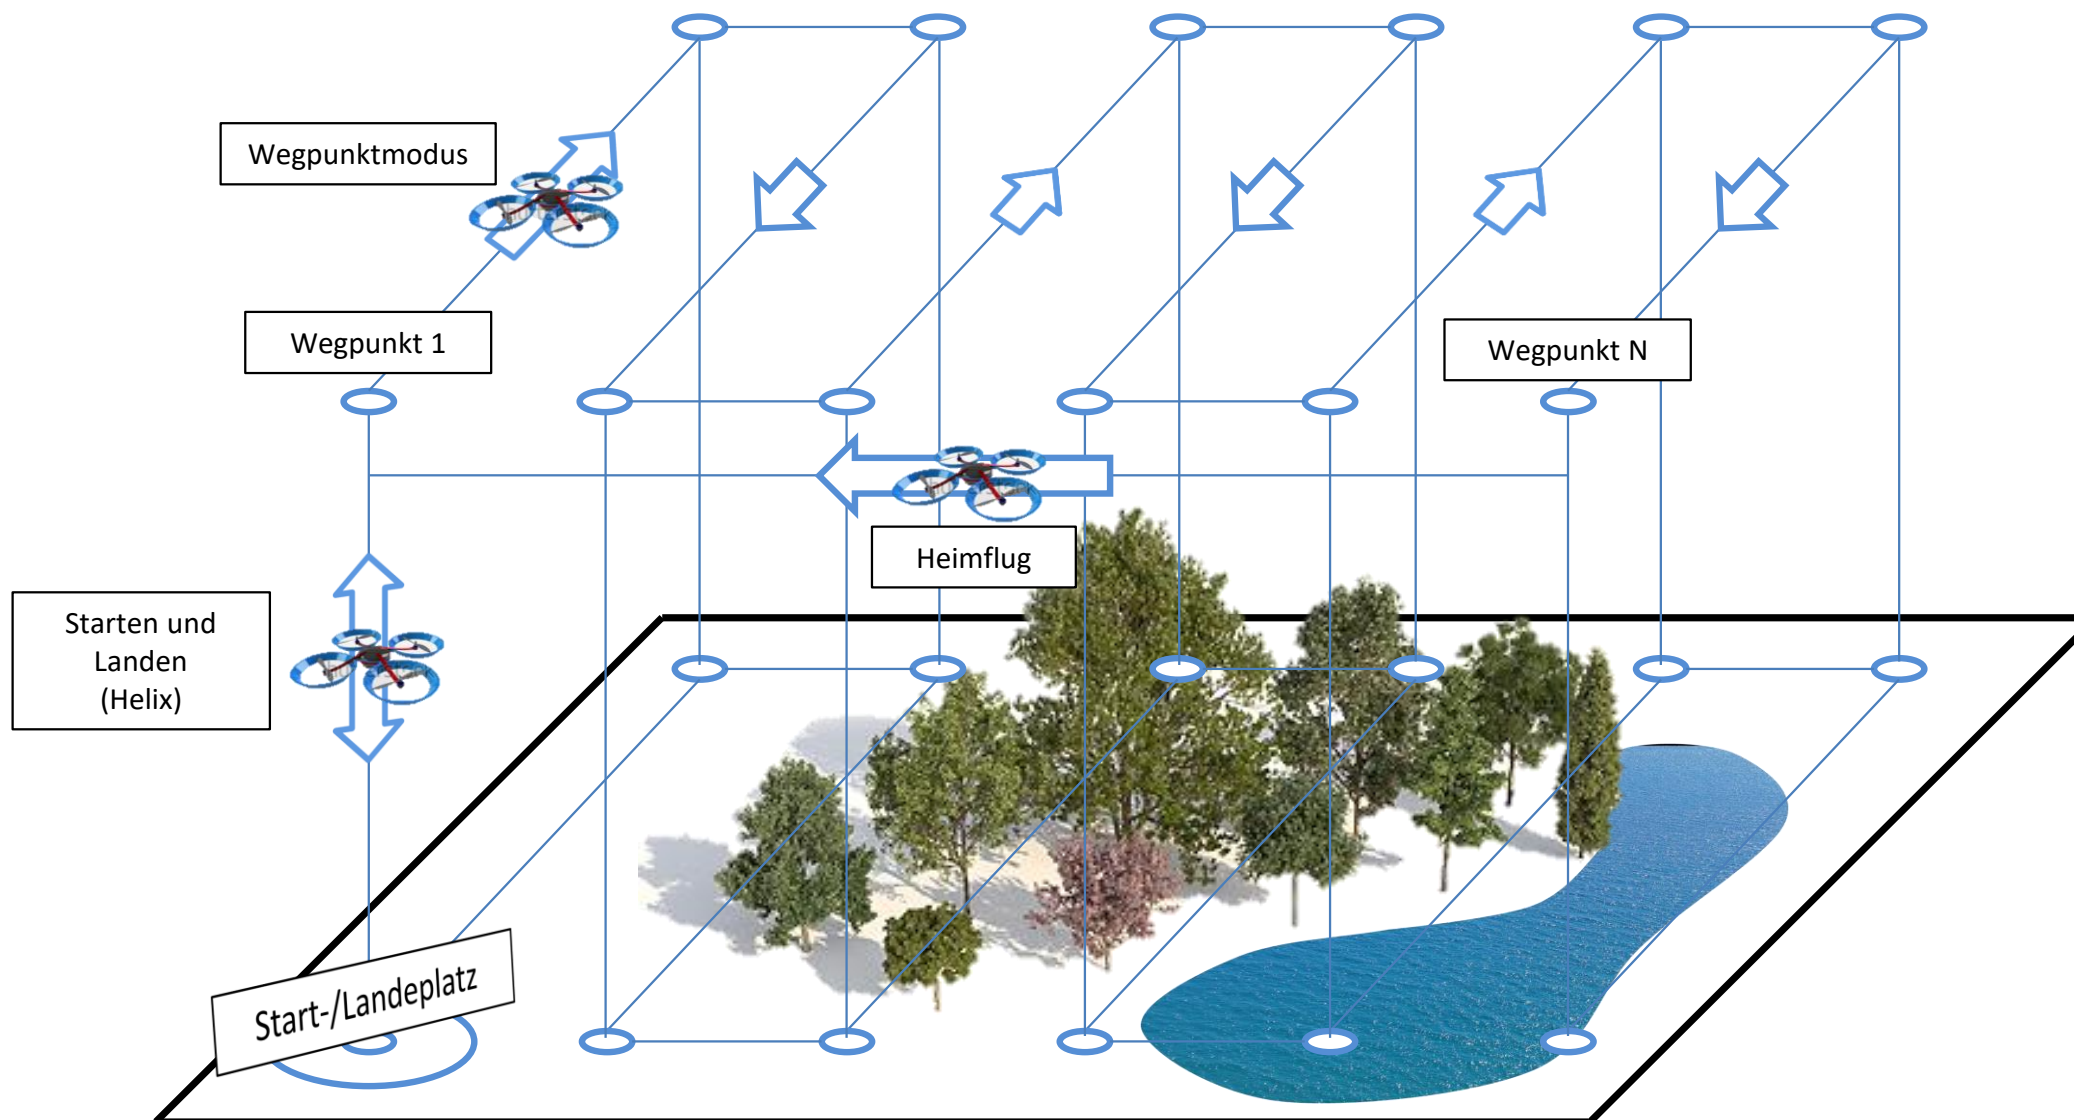 Wegpunktmodus
Wegpunkt 1
Wegpunkt N
Heimflug
Starten und
Landen
(Helix)
Start-/Landeplatz